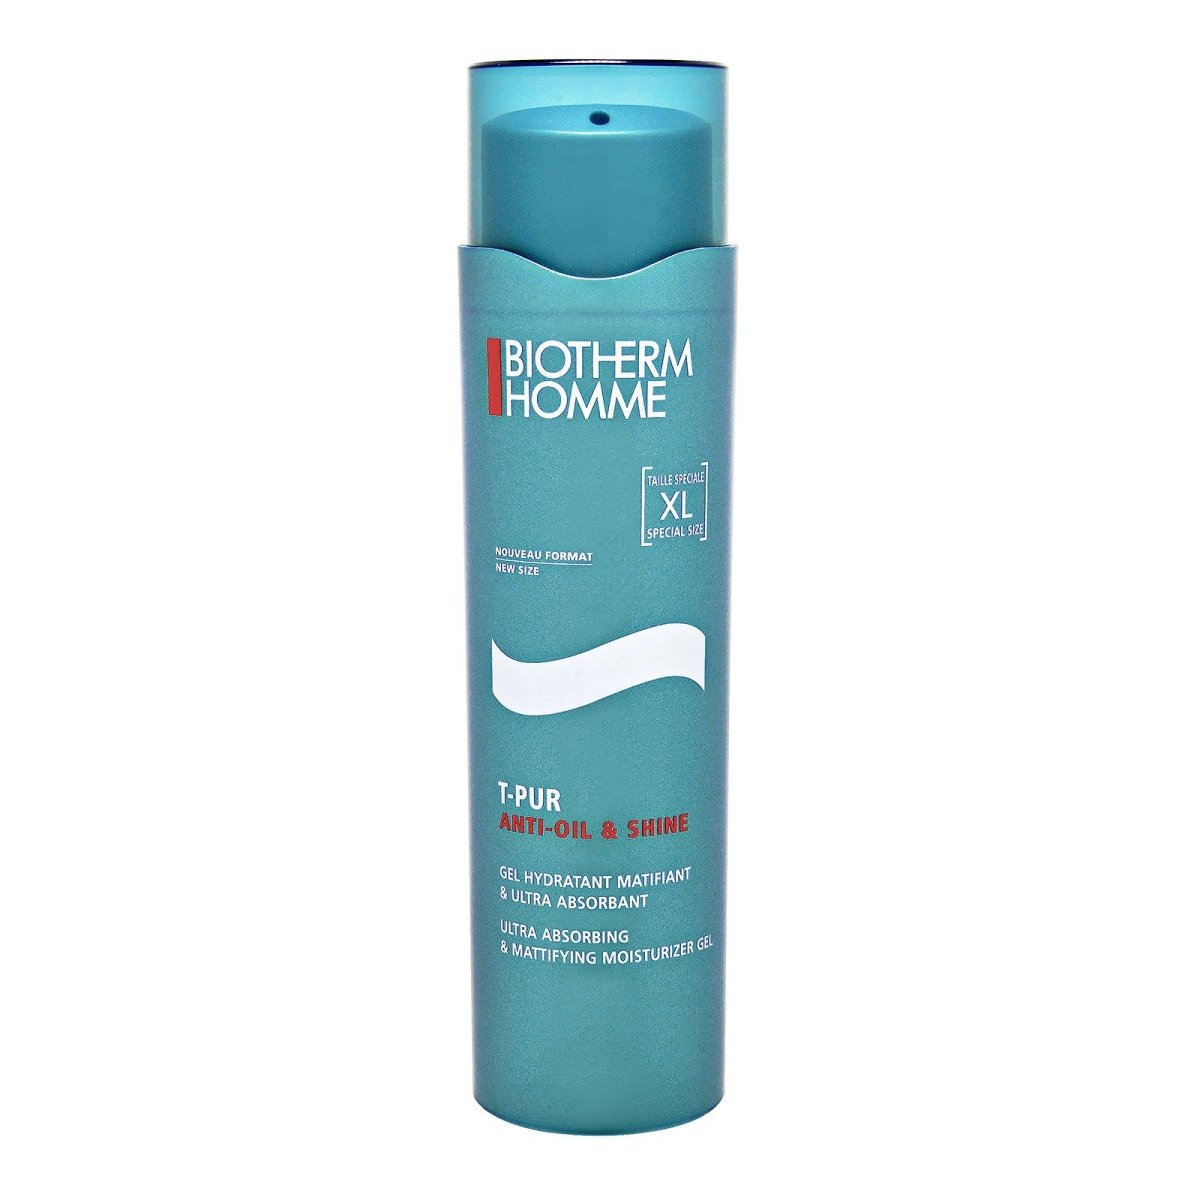 BIOTHERM
HOMME
TAILLE SPÉCIALE
XL
SPECIAL SIZE
NOUVEAU FORMAT
NEW SIZE
T-PUR
ANTI-OIL & SHINE
GEL HYDRATANT MATIFIANT
& ULTRA ABSORBANT
ULTRA ABSORBING
& MATTIFYING MOISTURIZER GEL